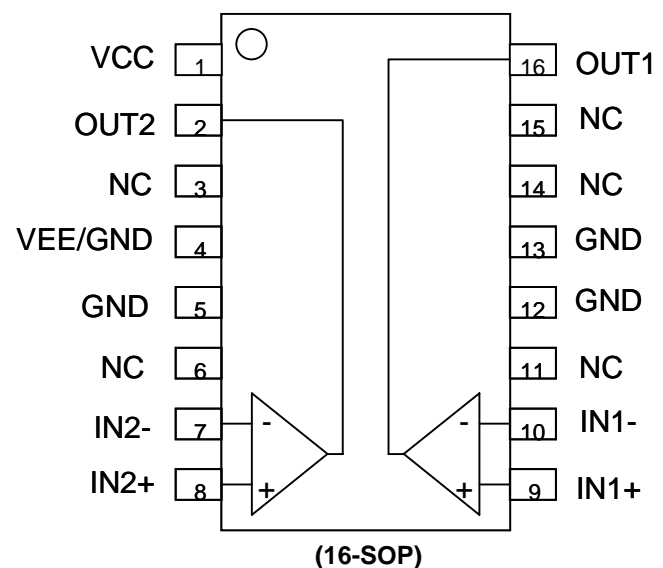 VCC 1 16 OUT1
OUT2 2 15 NC
NC 3 14 NC
VEE/GND 4 13 GND
GND 5 12 GND
NC 6 11 NC
IN2- 7 - - 10 IN1-
IN2+ 8 + + 9 IN1+
(16-SOP)